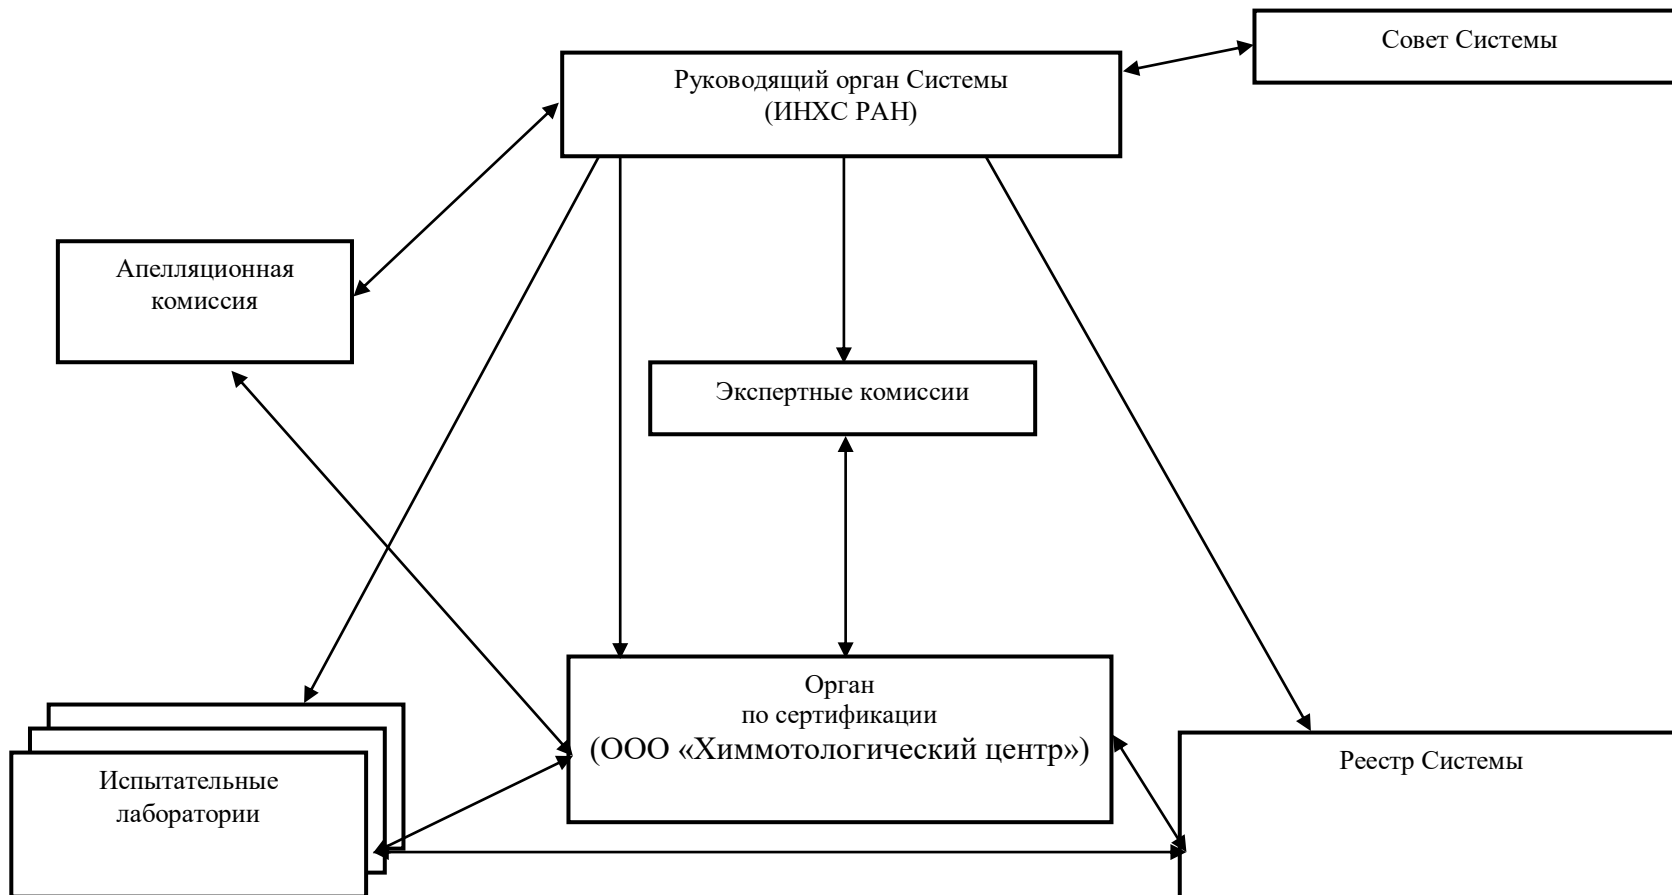 Совет Системы
Руководящий орган Системы
(ИНХС РАН)
Апелляционная
комиссия
Экспертные комиссии
Орган
по сертификации
(ООО «Химмотологический центр»)
Испытательные
лаборатории
Реестр Системы